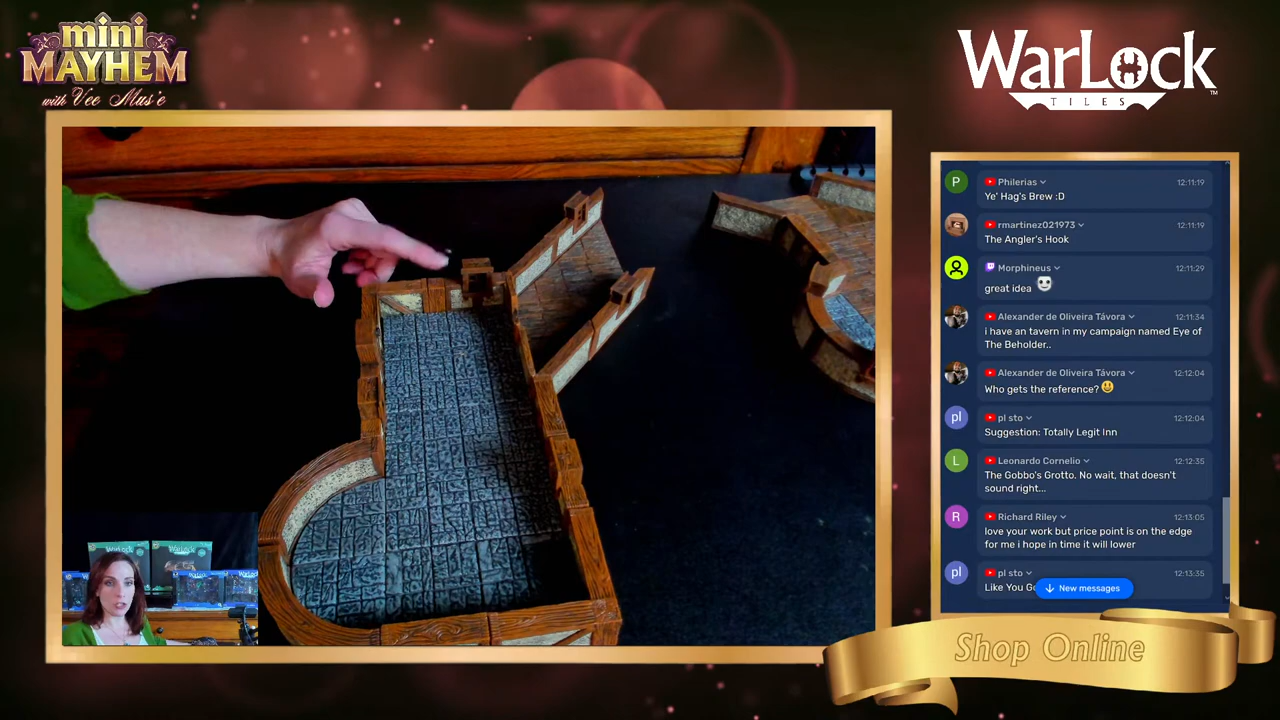 mini
MAYHEM
with Vee Mus'e
WarLock
TILES
P
Philerias
12:11:19
Ye' Hag's Brew :D
rmartinez021973
12:11:19
The Angler's Hook
Morphineus
12:11:29
great idea
Alexander de Oliveira Távora
12:11:34
i have an tavern in my campaign named Eye of
The Beholder..
Alexander de Oliveira Távora
12:12:04
Who gets the reference?
pl
pl sto
12:12:04
Suggestion: Totally Legit Inn
L
Leonardo Cornelio
12:12:35
The Gobbo's Grotto. No wait, that doesn't
sound right...
R
Richard Riley
12:13:05
love your work but price point is on the edge
for me i hope in time it will lower
pl
pl sto
12:13:35
Like You
New messages
WarLock
WarLock
Shop Online